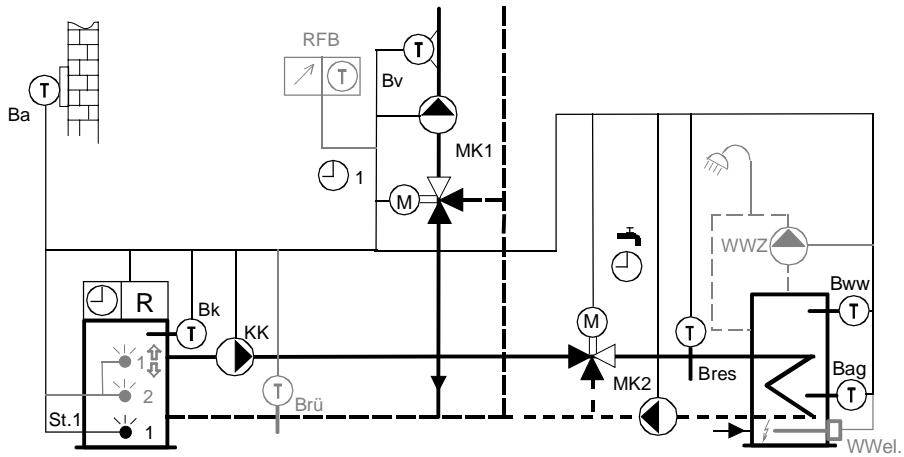 RFB
T
T
Bv
T
Ba
MK1
1
M
WWZ
R
Bk
T
KK
M
T
Bww
T
1
2
T
Brü
MK2
Bres
Bag
T
St.1
1
WWel.